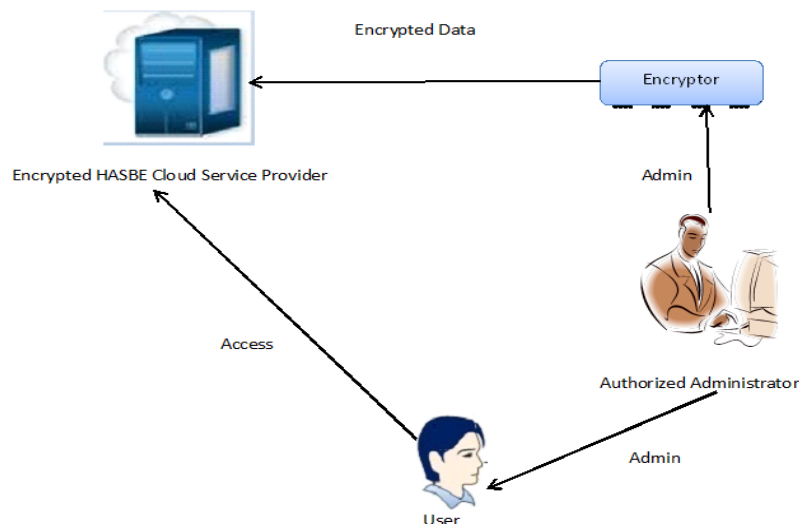 Encrypted Data
Encryptor
Encrypted HASBE Cloud Service Provider
Admin
Access
Authorized Administrator
Admin
User